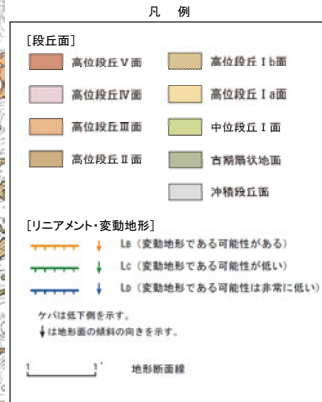 凡 例
[段丘面]
高位段丘Ⅴ面
高位段丘Ⅰb面
高位段丘Ⅳ面
高位段丘Ⅰa面
高位段丘Ⅲ面
中位段丘Ⅰ面
高位段丘Ⅱ面
古期扇状地面
沖積段丘面
[リニアメント・変動地形]
LB（変動地形である可能性がある）
LC（変動地形である可能性が低い）
LD（変動地形である可能性は非常に低い）
ケバは低下側を示す。
↓は地形面の傾斜の向きを示す。
1 1' 地形断面線